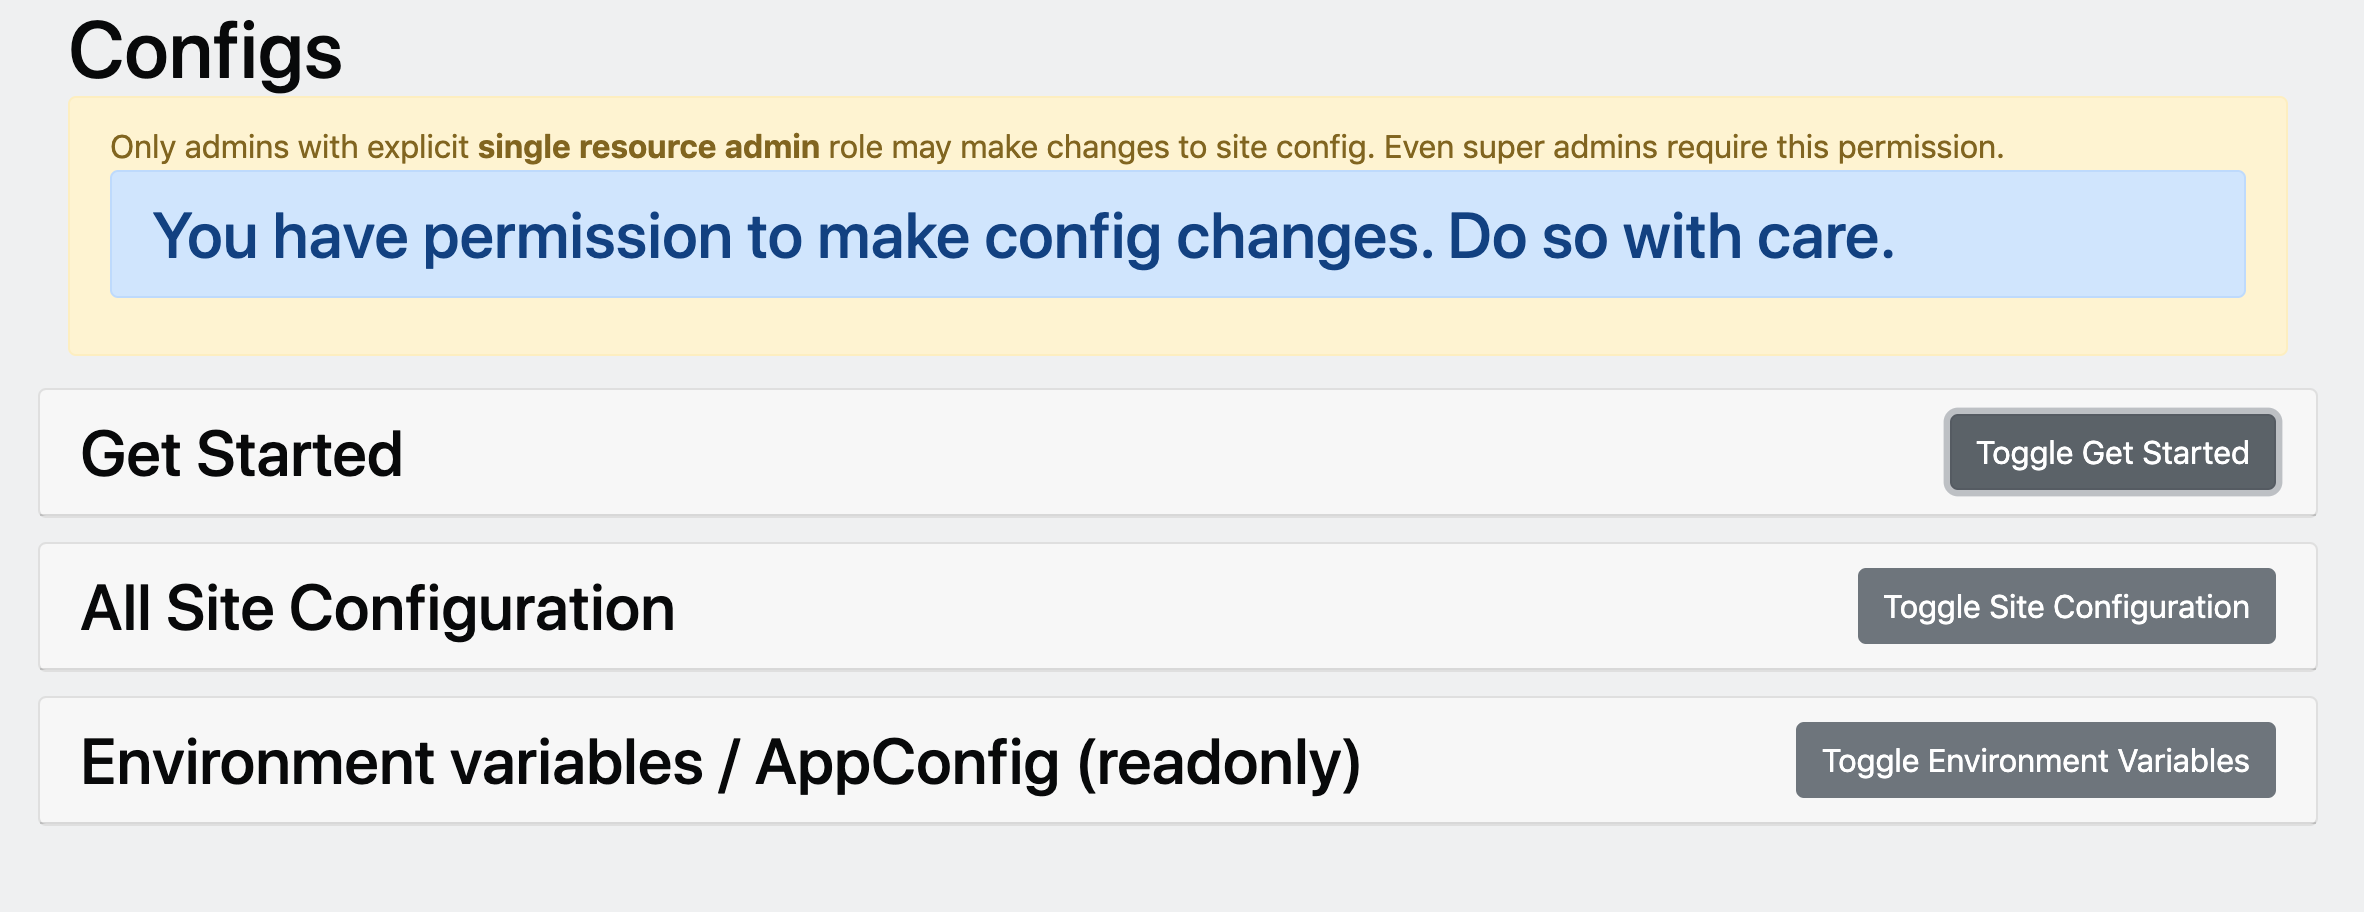 Configs
Only admins with explicit single resource admin role may make changes to site config. Even super admins require this permission.
You have permission to make config changes. Do so with care.
Get Started
Toggle Get Started
All Site Configuration
Toggle Site Configuration
Environment variables / AppConfig (readonly)
Toggle Environment Variables